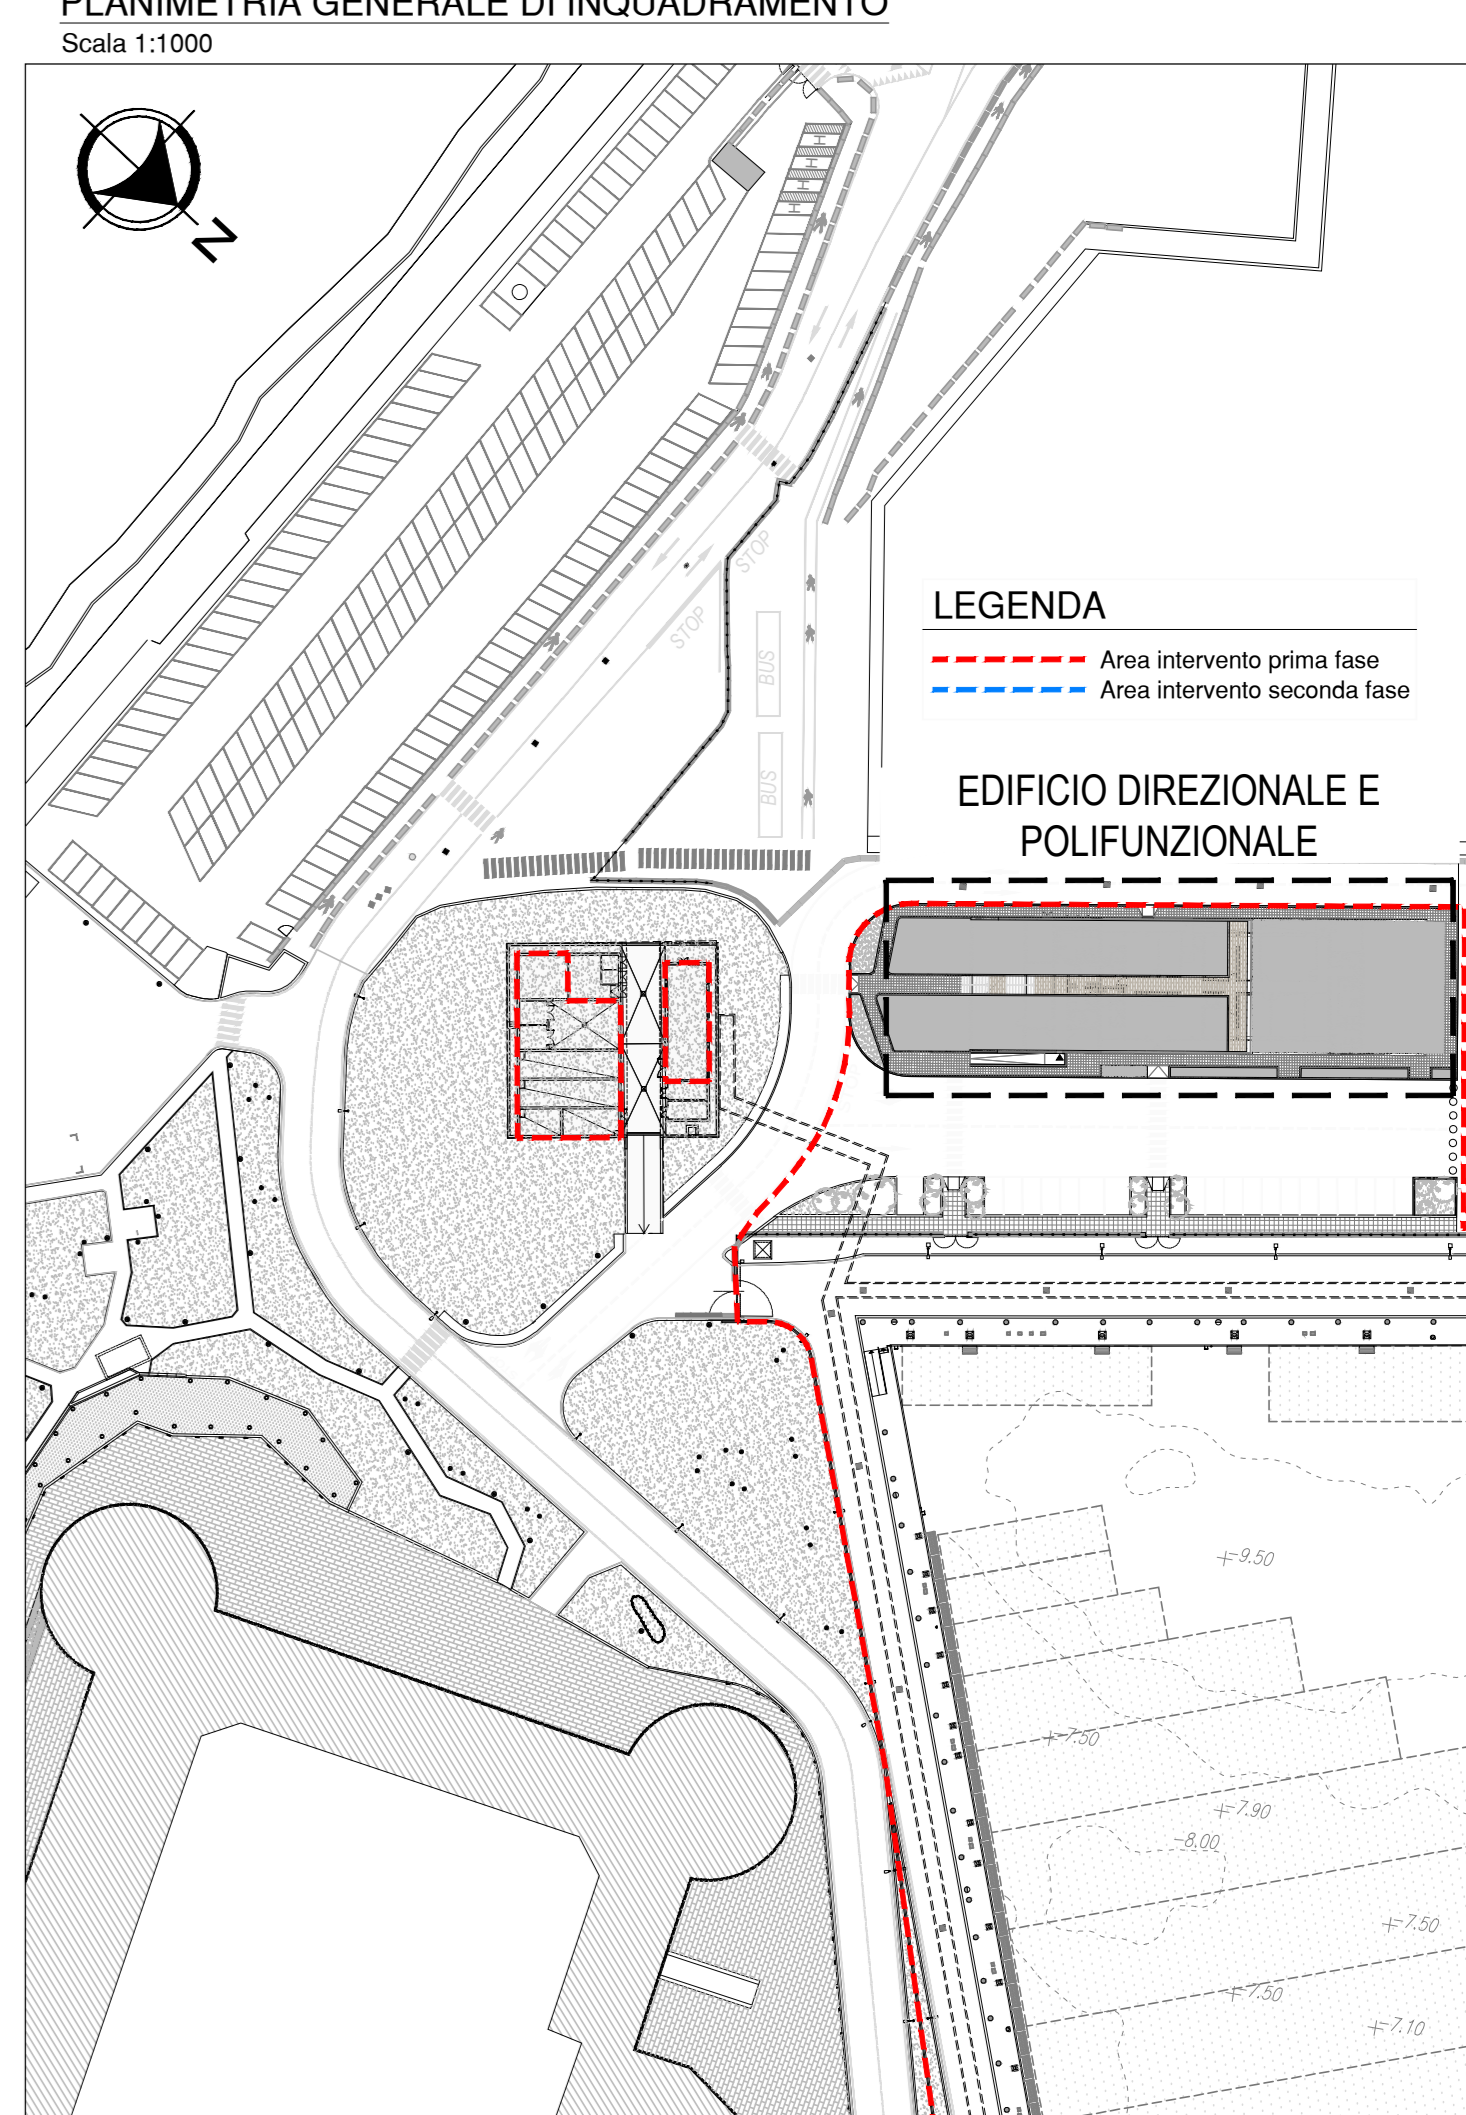 PLANIMETRIA GENERALE DI INQUADRAMENTO
Scala 1:1000
N
H
H
H
H
STOP
STOP
BUS
BUS
LEGENDA
Area intervento prima fase
Area intervento seconda fase
EDIFICIO DIREZIONALE E
POLIFUNZIONALE
-9.50
-7.50
-7.90
-8.00
-7.50
-7.50
-7.10